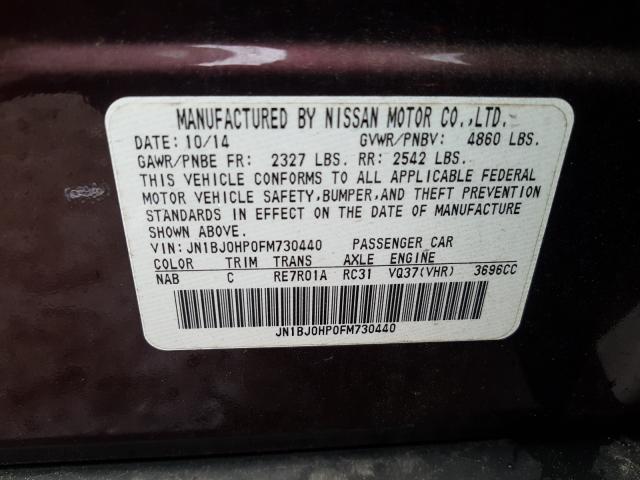 MANUFACTURED BY NISSAN MOTOR CO.,LTD.
DATE: 10/14 GVWR/PNBV: 4860 LBS.
GAWR/PNBE FR: 2327 LBS. RR: 2542 LBS.
THIS VEHICLE CONFORMS TO ALL APPLICABLE FEDERAL
MOTOR VEHICLE SAFETY, BUMPER, AND THEFT PREVENTION
STANDARDS IN EFFECT ON THE DATE OF MANUFACTURE
SHOWN ABOVE.
VIN: JN1BJ0HP0FM730440 PASSENGER CAR
COLOR TRIM TRANS AXLE ENGINE
NAB C RE7R01A RC31 VQ37(VHR) 3696CC
JN1BJ0HP0FM730440